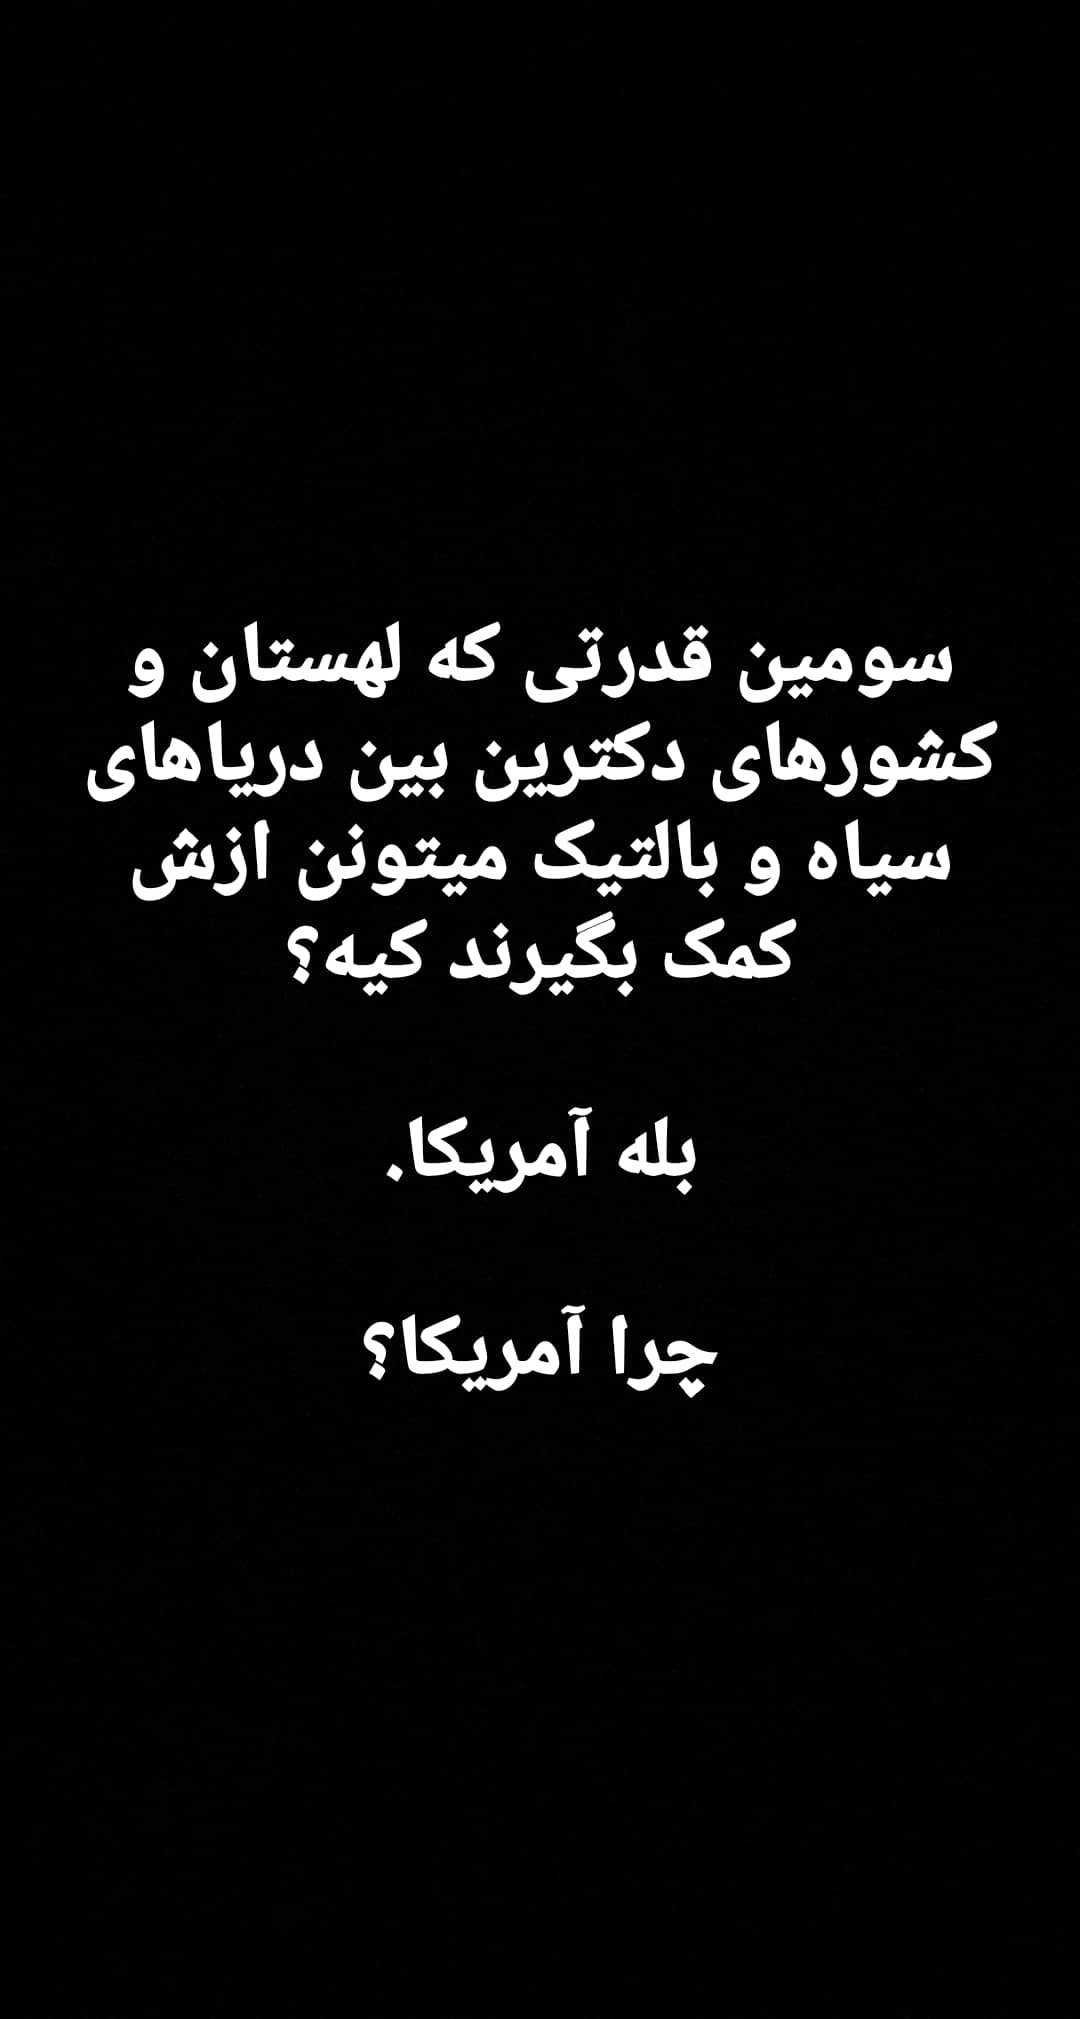 سومین قدرتی که لهستان و
کشورهای دکترین بین دریاهای
سیاه و بالتیک میتونن ازش
کمک بگیرند کیه؟
بله آمریکا.
چرا آمریکا؟